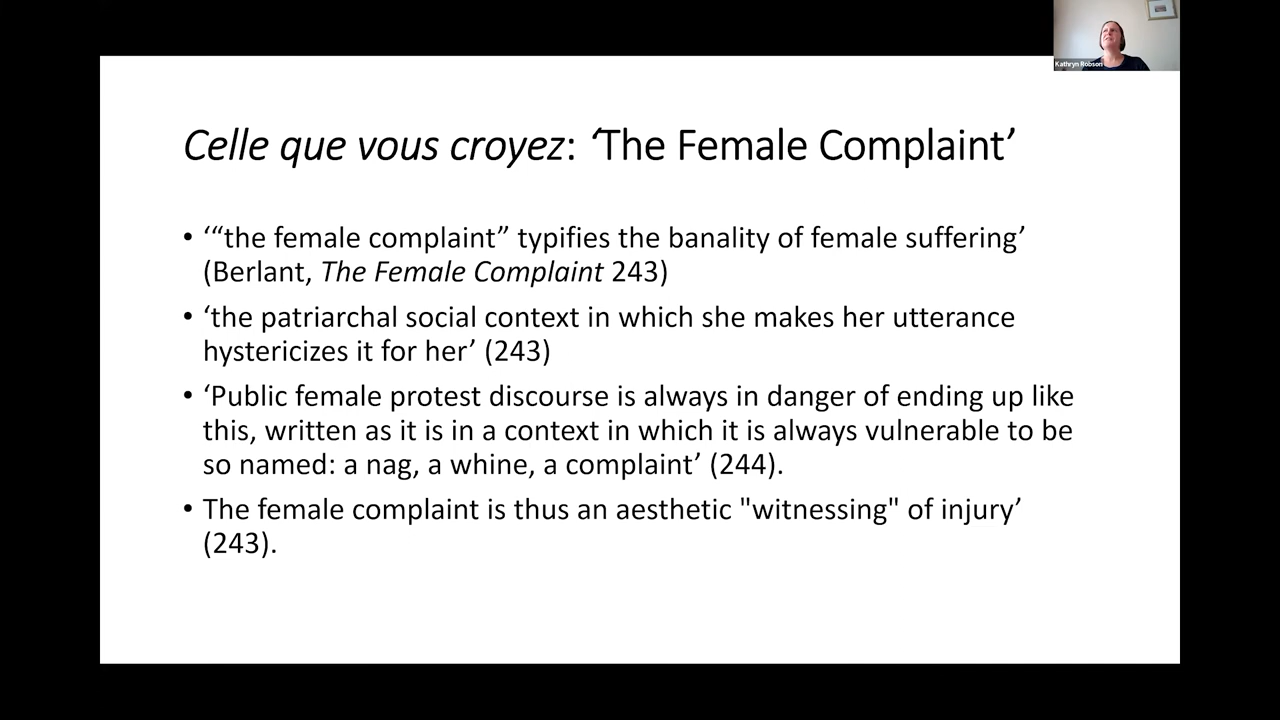 Kathryn Robson
Celle que vous croyez: ‘The Female Complaint’
• ‘“the female complaint” typifies the banality of female suffering’
(Berlant, The Female Complaint 243)
• ‘the patriarchal social context in which she makes her utterance
hystericizes it for her’ (243)
• ‘Public female protest discourse is always in danger of ending up like
this, written as it is in a context in which it is always vulnerable to be
so named: a nag, a whine, a complaint’ (244).
• The female complaint is thus an aesthetic "witnessing" of injury’
(243).